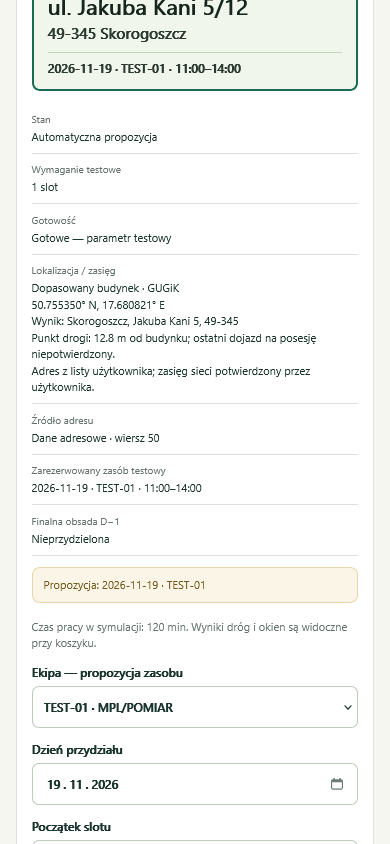 ul. Jakuba Kani 5/12
49-345 Skorogoszcz
2026-11-19 · TEST-01 · 11:00–14:00
Stan
Automatyczna propozycja
Wymaganie testowe
1 slot
Gotowość
Gotowe — parametr testowy
Lokalizacja / zasięg
Dopasowany budynek · GUGiK
50.755350° N, 17.680821° E
Wynik: Skorogoszcz, Jakuba Kani 5, 49-345
Punkt drogi: 12.8 m od budynku; ostatni dojazd na posesję
niepotwierdzony.
Adres z listy użytkownika; zasięg sieci potwierdzony przez
użytkownika.
Źródło adresu
Dane adresowe · wiersz 50
Zarezerwowany zasób testowy
2026-11-19 · TEST-01 · 11:00–14:00
Finalna obsada D−1
Nieprzydzielona
Propozycja: 2026-11-19 · TEST-01
Czas pracy w symulacji: 120 min. Wyniki dróg i okien są widoczne
przy koszyku.
Ekipa — propozycja zasobu
TEST-01 · MPL/POMIAR
Dzień przydziału
19 . 11 . 2026
Początek slotu